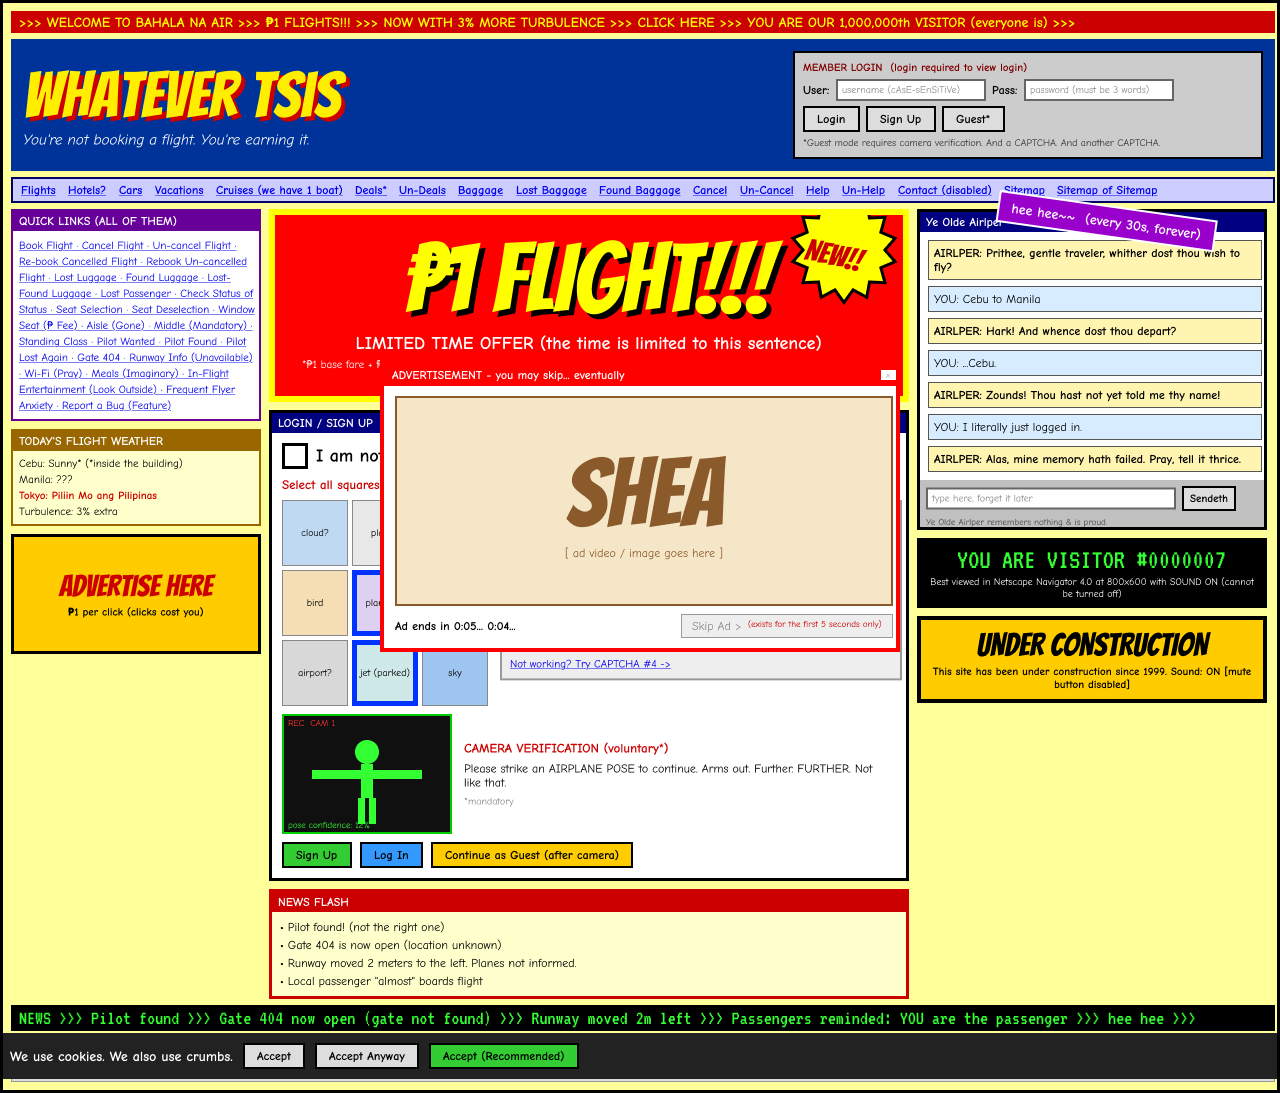 >>> WELCOME TO BAHALA NA AIR >>> ₱1 FLIGHTS!!! >>> NOW WITH 3% MORE TURBULENCE >>> CLICK HERE >>> YOU ARE OUR 1,000,000th VISITOR (everyone is) >>>
WHATEVER TSIS
You're not booking a flight. You're earning it.
MEMBER LOGIN (login required to view login)
User: username (cAsE-sEnSiTiVe) Pass: password (must be 3 words)
Login Sign Up Guest*
*Guest mode requires camera verification. And a CAPTCHA. And another CAPTCHA.
Flights Hotels? Cars Vacations Cruises (we have 1 boat) Deals* Un-Deals Baggage Lost Baggage Found Baggage Cancel Un-Cancel Help Un-Help Contact (disabled) Sitemap Sitemap of Sitemap
hee hee~~ (every 30s, forever)
QUICK LINKS (ALL OF THEM)
Book Flight · Cancel Flight · Un-cancel Flight ·
Re-book Cancelled Flight · Rebook Un-cancelled
Flight · Lost Luggage · Found Luggage · Lost-
Found Luggage · Lost Passenger · Check Status of
Status · Seat Selection · Seat Deselection · Window
Seat (₱ Fee) · Aisle (Gone) · Middle (Mandatory) ·
Standing Class · Pilot Wanted · Pilot Found · Pilot
Lost Again · Gate 404 · Runway Info (Unavailable)
· Wi-Fi (Pray) · Meals (Imaginary) · In-Flight
Entertainment (Look Outside) · Frequent Flyer
Anxiety · Report a Bug (Feature)
TODAY'S FLIGHT WEATHER
Cebu: Sunny* (*inside the building)
Manila: ???
Tokyo: Piliin Mo ang Pilipinas
Turbulence: 3% extra
ADVERTISE HERE
₱1 per click (clicks cost you)
₱1 FLIGHT!!!
NEW!!
LIMITED TIME OFFER (the time is limited to this sentence)
*₱1 base fare +
ADVERTISEMENT - you may skip... eventually
x
SHEA
[ ad video / image goes here ]
Ad ends in 0:05... 0:04...
Skip Ad > (exists for the first 5 seconds only)
LOGIN / SIGN UP
I am not
Select all squares
cloud?
bird
airport?
jet (parked)
sky
Not working? Try CAPTCHA #4 ->
REC CAM 1
pose confidence: 12%
CAMERA VERIFICATION (voluntary*)
Please strike an AIRPLANE POSE to continue. Arms out. Further. FURTHER. Not
like that.
*mandatory
Sign Up Log In Continue as Guest (after camera)
NEWS FLASH
• Pilot found! (not the right one)
• Gate 404 is now open (location unknown)
• Runway moved 2 meters to the left. Planes not informed.
• Local passenger "almost" boards flight
Ye Olde Airlper
AIRLPER: Prithee, gentle traveler, whither dost thou wish to
fly?
YOU: Cebu to Manila
AIRLPER: Hark! And whence dost thou depart?
YOU: ...Cebu.
AIRLPER: Zounds! Thou hast not yet told me thy name!
YOU: I literally just logged in.
AIRLPER: Alas, mine memory hath failed. Pray, tell it thrice.
type here, forget it later Sendeth
Ye Olde Airlper remembers nothing & is proud.
YOU ARE VISITOR #0000007
Best viewed in Netscape Navigator 4.0 at 800x600 with SOUND ON (cannot
be turned off)
UNDER CONSTRUCTION
This site has been under construction since 1999. Sound: ON [mute
button disabled]
NEWS >>> Pilot found >>> Gate 404 now open (gate not found) >>> Runway moved 2m left >>> Passengers reminded: YOU are the passenger >>> hee hee >>>
We use cookies. We also use crumbs. Accept Accept Anyway Accept (Recommended)